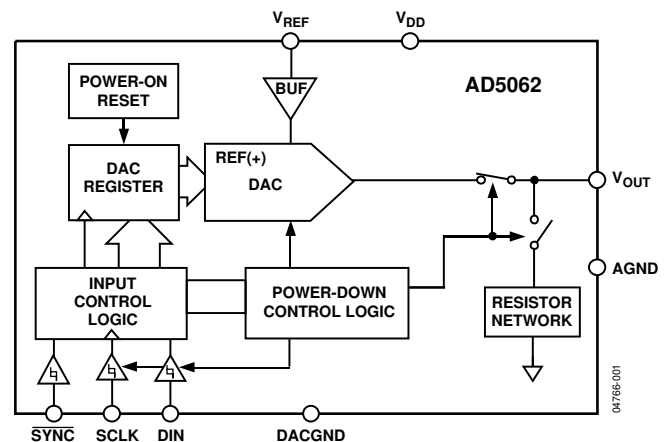 VREF
VDD
BUF
AD5062
POWER-ON
RESET
REF(+)
DAC
REGISTER
DAC
VOUT
AGND
INPUT
CONTROL
LOGIC
POWER-DOWN
CONTROL LOGIC
RESISTOR
NETWORK
04766-001
SYNC
SCLK
DIN
DACGND